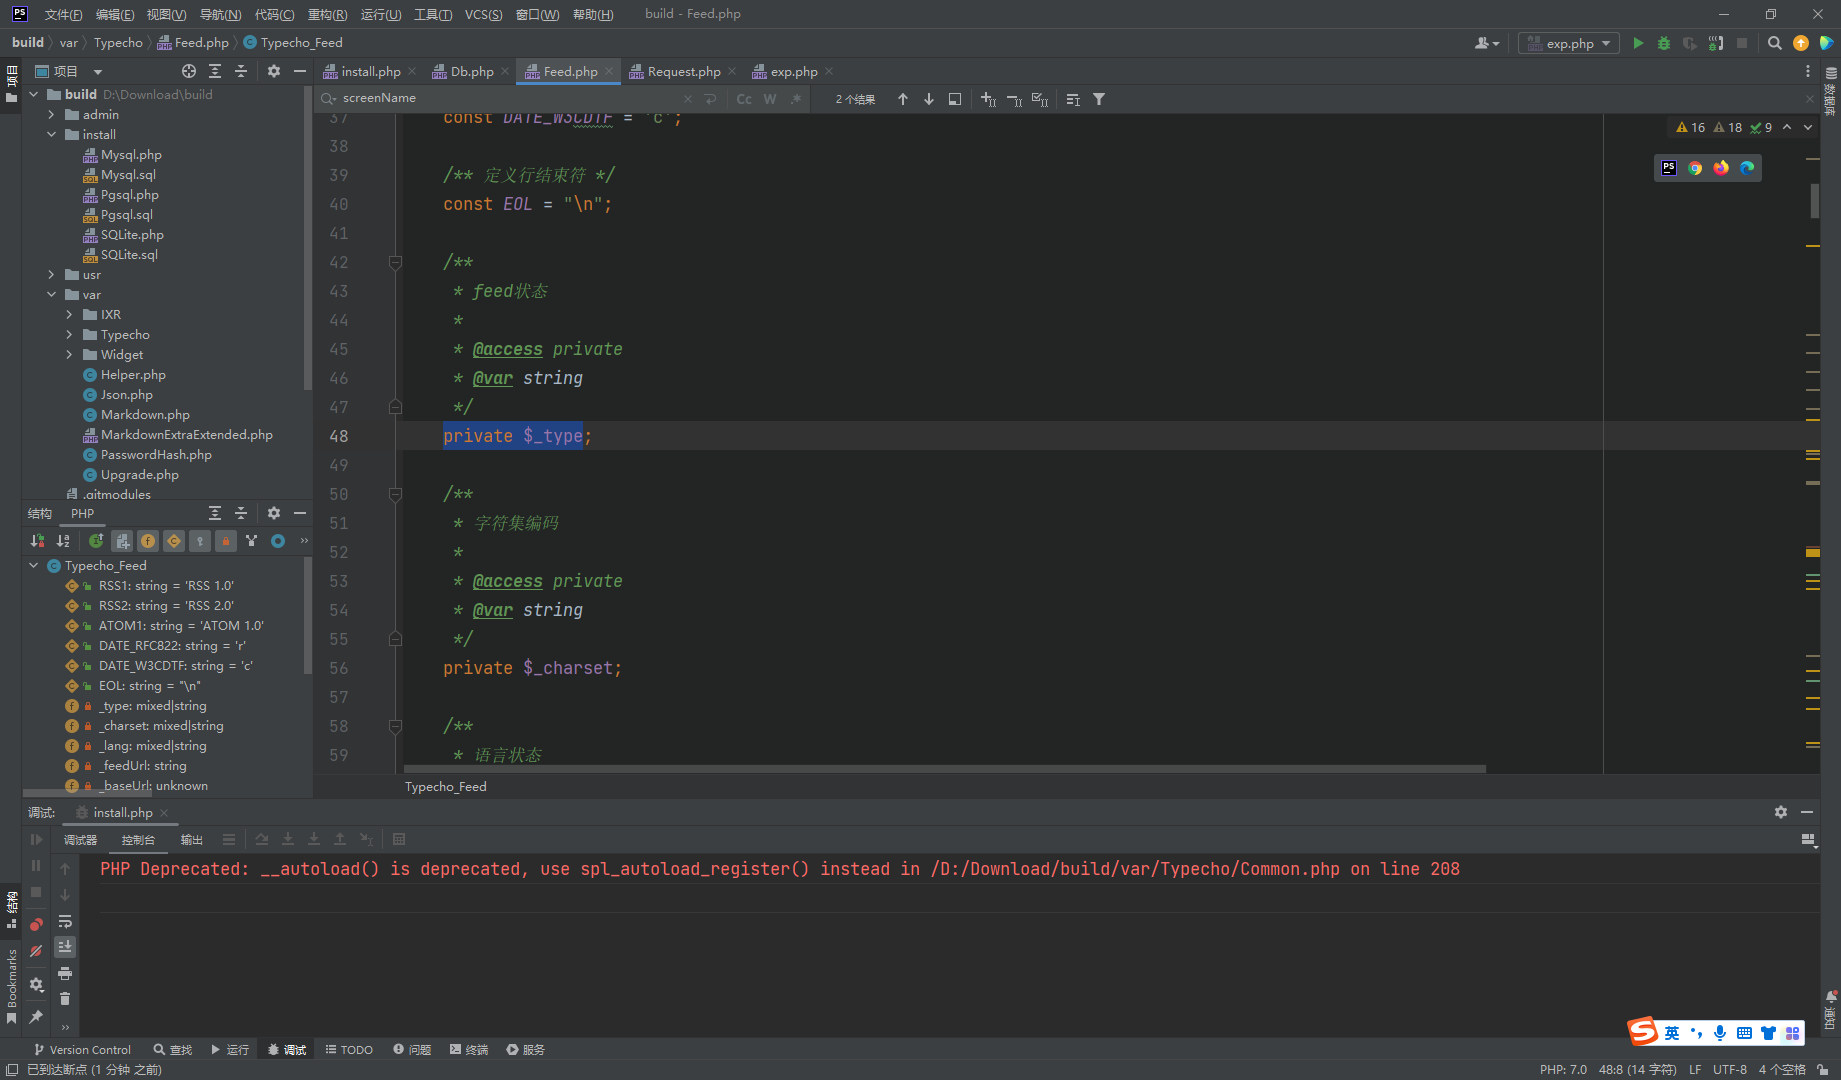 文件(F) 编辑(E) 视图(V) 导航(N) 代码(C) 重构(R) 运行(U) 工具(T) VCS(S) 窗口(W) 帮助(H) build - Feed.php
build var Typecho Feed.php Typecho_Feed
exp.php
项目
项目
install.php Db.php Feed.php Request.php exp.php
screenName
Cc W .*
2 个结果
数据库
build D:\Download\build
admin
install
Mysql.php
Mysql.sql
Pgsql.php
Pgsql.sql
SQLite.php
SQLite.sql
usr
var
IXR
Typecho
Widget
Helper.php
Json.php
Markdown.php
MarkdownExtraExtended.php
PasswordHash.php
Upgrade.php
.gitmodules
16 18 9
37 const DATE_W3CDTF = 'c';
38
39 /** 定义行结束符 */
40 const EOL = "\n";
41
42 /**
43 * feed状态
44 *
45 * @access private
46 * @var string
47 */
48 private $_type;
49
50 /**
51 * 字符集编码
52 *
53 * @access private
54 * @var string
55 */
56 private $_charset;
57
58 /**
59 * 语言状态
Typecho_Feed
结构 PHP
Typecho_Feed
RSS1: string = 'RSS 1.0'
RSS2: string = 'RSS 2.0'
ATOM1: string = 'ATOM 1.0'
DATE_RFC822: string = 'r'
DATE_W3CDTF: string = 'c'
EOL: string = "\n"
_type: mixed|string
_charset: mixed|string
_lang: mixed|string
_feedUrl: string
_baseUrl: unknown
调试: install.php
调试器 控制台 输出
PHP Deprecated: __autoload() is deprecated, use spl_autoload_register() instead in /D:/Download/build/var/Typecho/Common.php on line 208
结构
Bookmarks
通知
英
Version Control 查找 运行 调试 TODO 问题 终端 服务
已到达断点 (1 分钟 之前)
PHP: 7.0 48:8 (14 字符) LF UTF-8 4 个空格